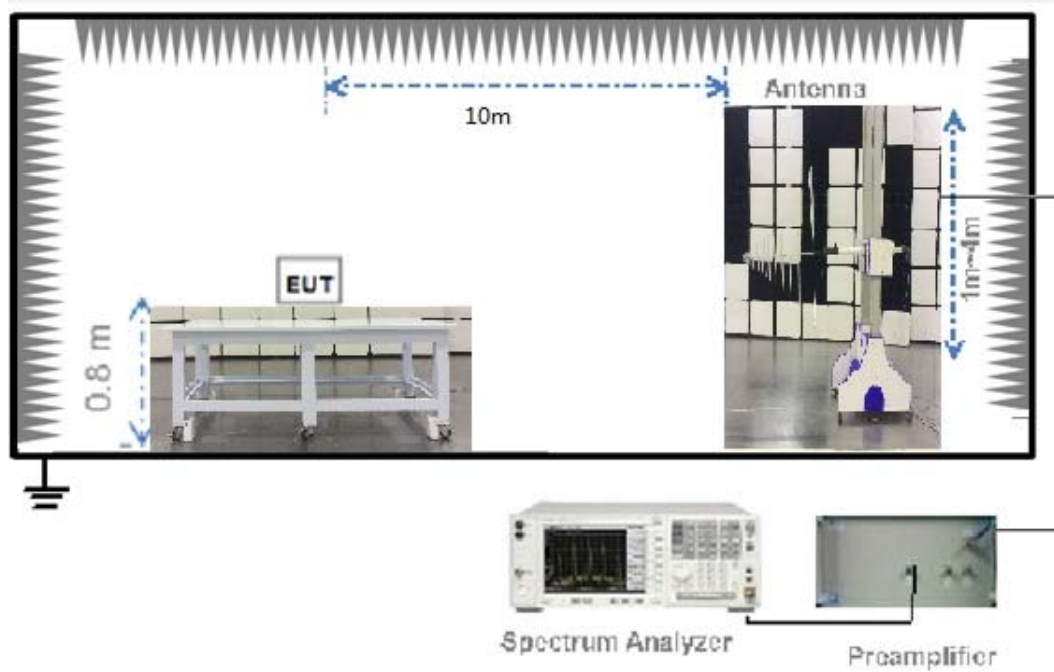 Antenna
10m
1m~4m
EUT
0.8 m
Spectrum Analyzer
Preamplifier